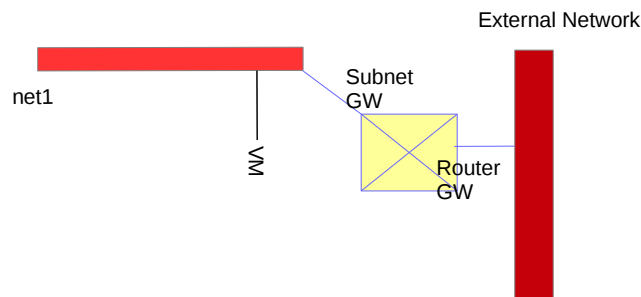 External Network
Subnet
GW
net1
VM
Router
GW